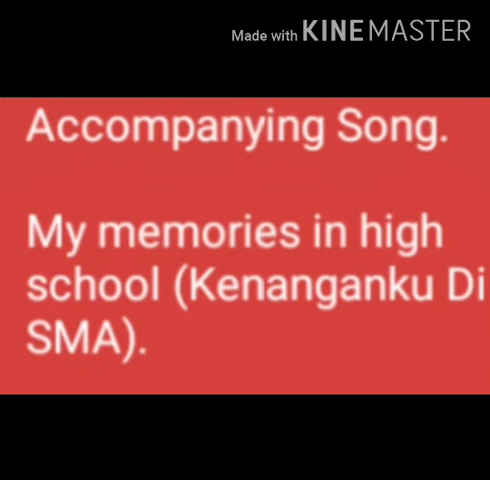 Made with KINEMASTER
Accompanying Song.
My memories in high
school (Kenanganku Di
SMA).